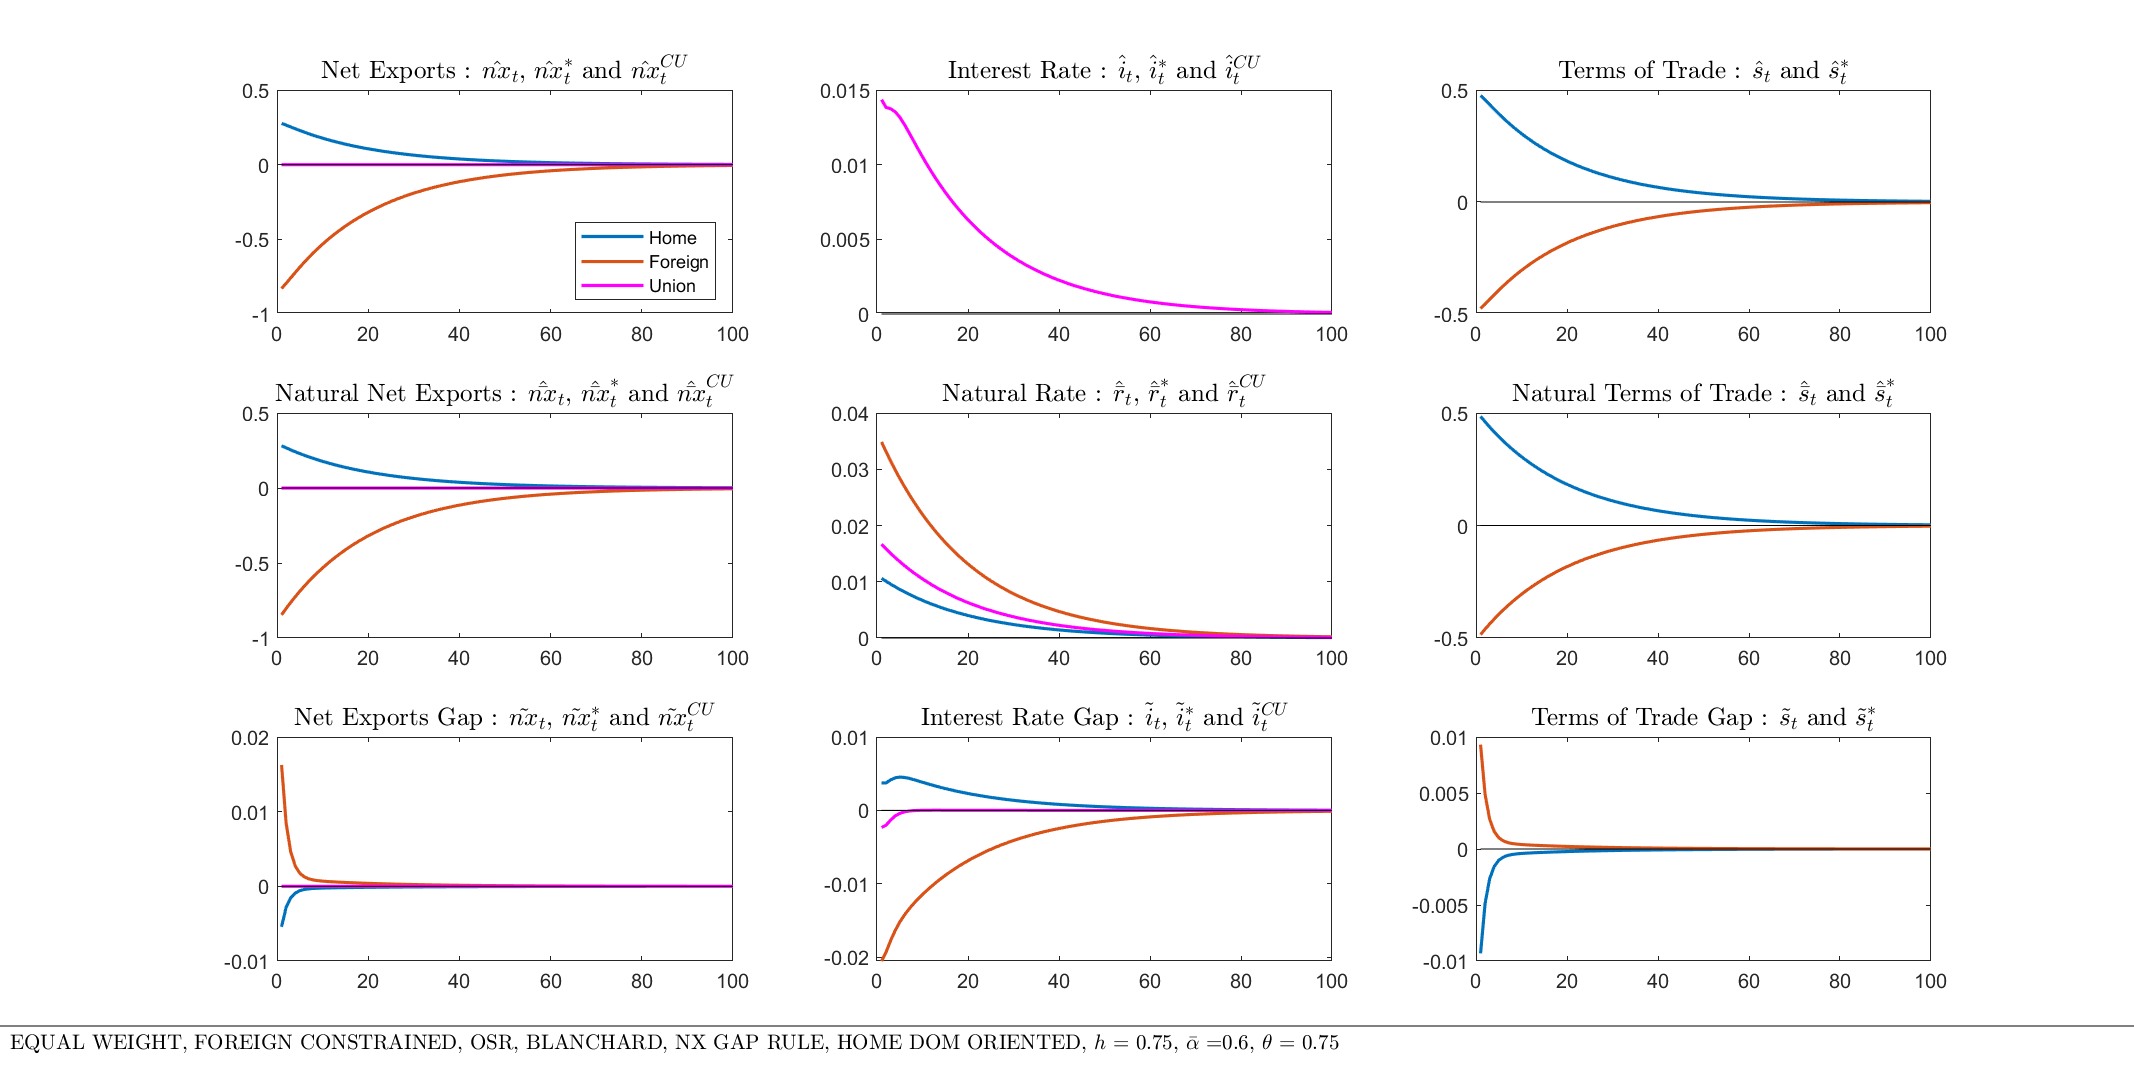 Net Exports : n̂x_t, n̂x*_t and n̂x_t^CU
Interest Rate : î_t, î*_t and î_t^CU
Terms of Trade : ŝ_t and ŝ*_t
0.5
0
-0.5
-1
0 20 40 60 80 100
Home
Foreign
Union
0.015
0.01
0.005
0
0 20 40 60 80 100
0.5
0
-0.5
0 20 40 60 80 100
Natural Net Exports : n̄̂x_t, n̄̂x*_t and n̄̂x_t^CU
Natural Rate : r̄̂_t, r̄̂*_t and r̄̂_t^CU
Natural Terms of Trade : s̄̂_t and s̄̂*_t
0.5
0
-0.5
-1
0 20 40 60 80 100
0.04
0.03
0.02
0.01
0
0 20 40 60 80 100
0.5
0
-0.5
0 20 40 60 80 100
Net Exports Gap : ñx_t, ñx*_t and ñx_t^CU
Interest Rate Gap : ĩ_t, ĩ*_t and ĩ_t^CU
Terms of Trade Gap : s̃_t and s̃*_t
0.02
0.01
0
-0.01
0 20 40 60 80 100
0.01
0
-0.01
-0.02
0 20 40 60 80 100
0.01
0.005
0
-0.005
-0.01
0 20 40 60 80 100
EQUAL WEIGHT, FOREIGN CONSTRAINED, OSR, BLANCHARD, NX GAP RULE, HOME DOM ORIENTED, h = 0.75, ᾱ =0.6, θ = 0.75